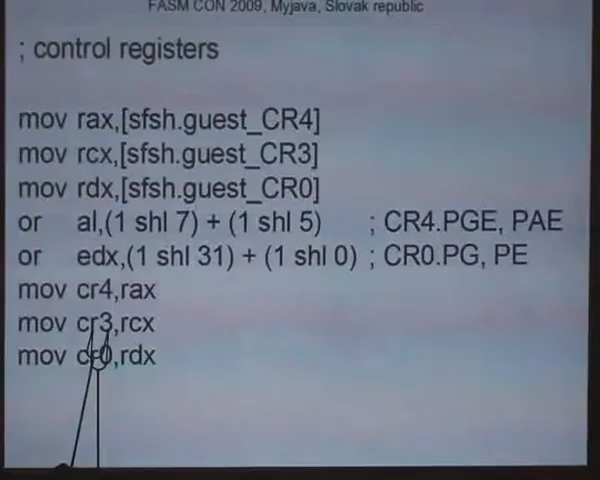 FASM CON 2009, Myjava, Slovak republic
; control registers
mov rax,[sfsh.guest_CR4]
mov rcx,[sfsh.guest_CR3]
mov rdx,[sfsh.guest_CR0]
or al,(1 shl 7) + (1 shl 5) ; CR4.PGE, PAE
or edx,(1 shl 31) + (1 shl 0) ; CR0.PG, PE
mov cr4,rax
mov cr3,rcx
mov cr0,rdx